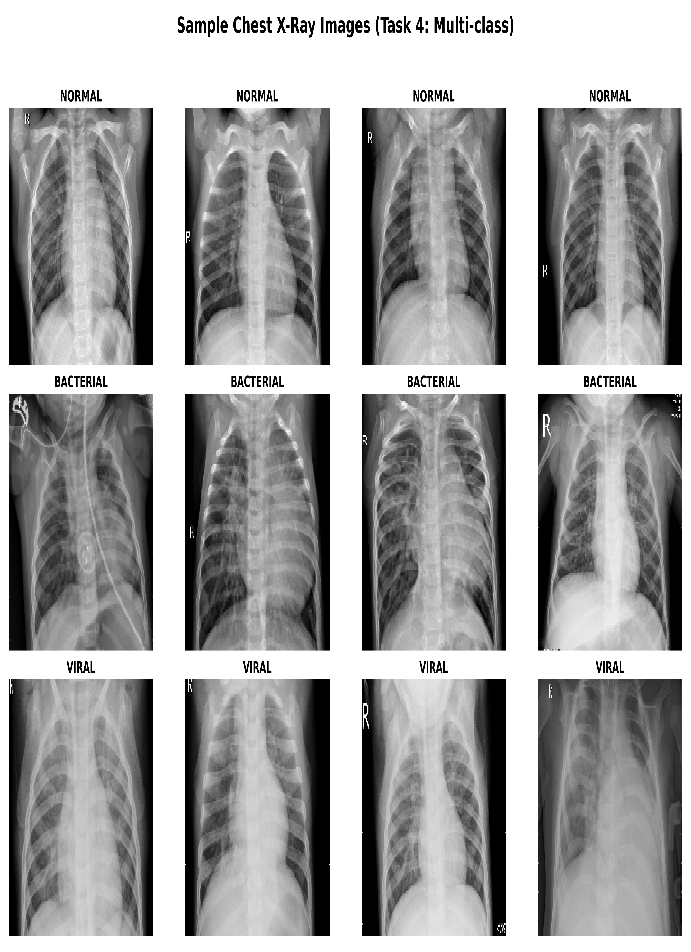 Sample Chest X-Ray Images (Task 4: Multi-class)
NORMAL NORMAL NORMAL NORMAL
R
R
R
R
BACTERIAL BACTERIAL BACTERIAL BACTERIAL
R
R
R
VIRAL VIRAL VIRAL VIRAL
R
R
R
R